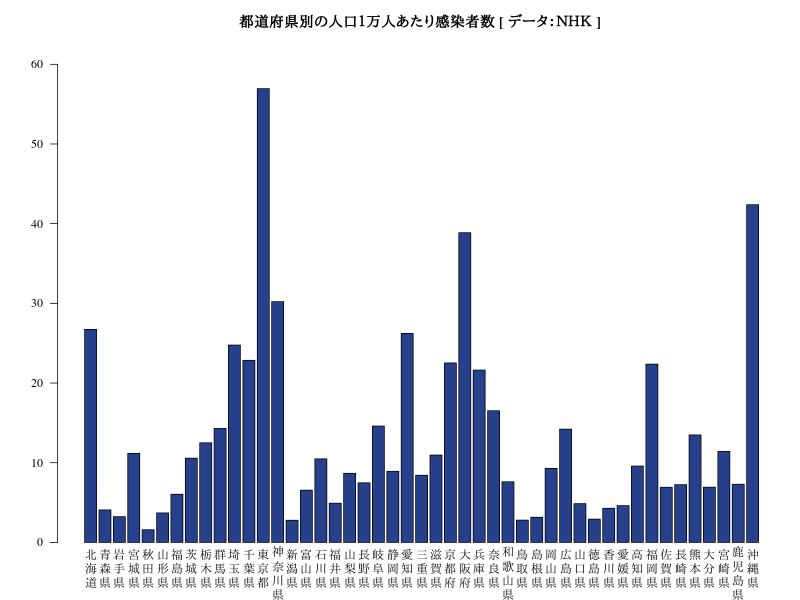 都道府県別の人口1万人あたり感染者数 [ データ：NHK ]
60
50
40
30
20
10
0
北海道
青森県
岩手県
宮城県
秋田県
山形県
福島県
茨城県
栃木県
群馬県
埼玉県
千葉県
東京都
神奈川県
新潟県
富山県
石川県
福井県
山梨県
長野県
岐阜県
静岡県
愛知県
三重県
滋賀県
京都府
大阪府
兵庫県
奈良県
和歌山県
鳥取県
島根県
岡山県
広島県
山口県
徳島県
香川県
愛媛県
高知県
福岡県
佐賀県
長崎県
熊本県
大分県
宮崎県
鹿児島県
沖縄県